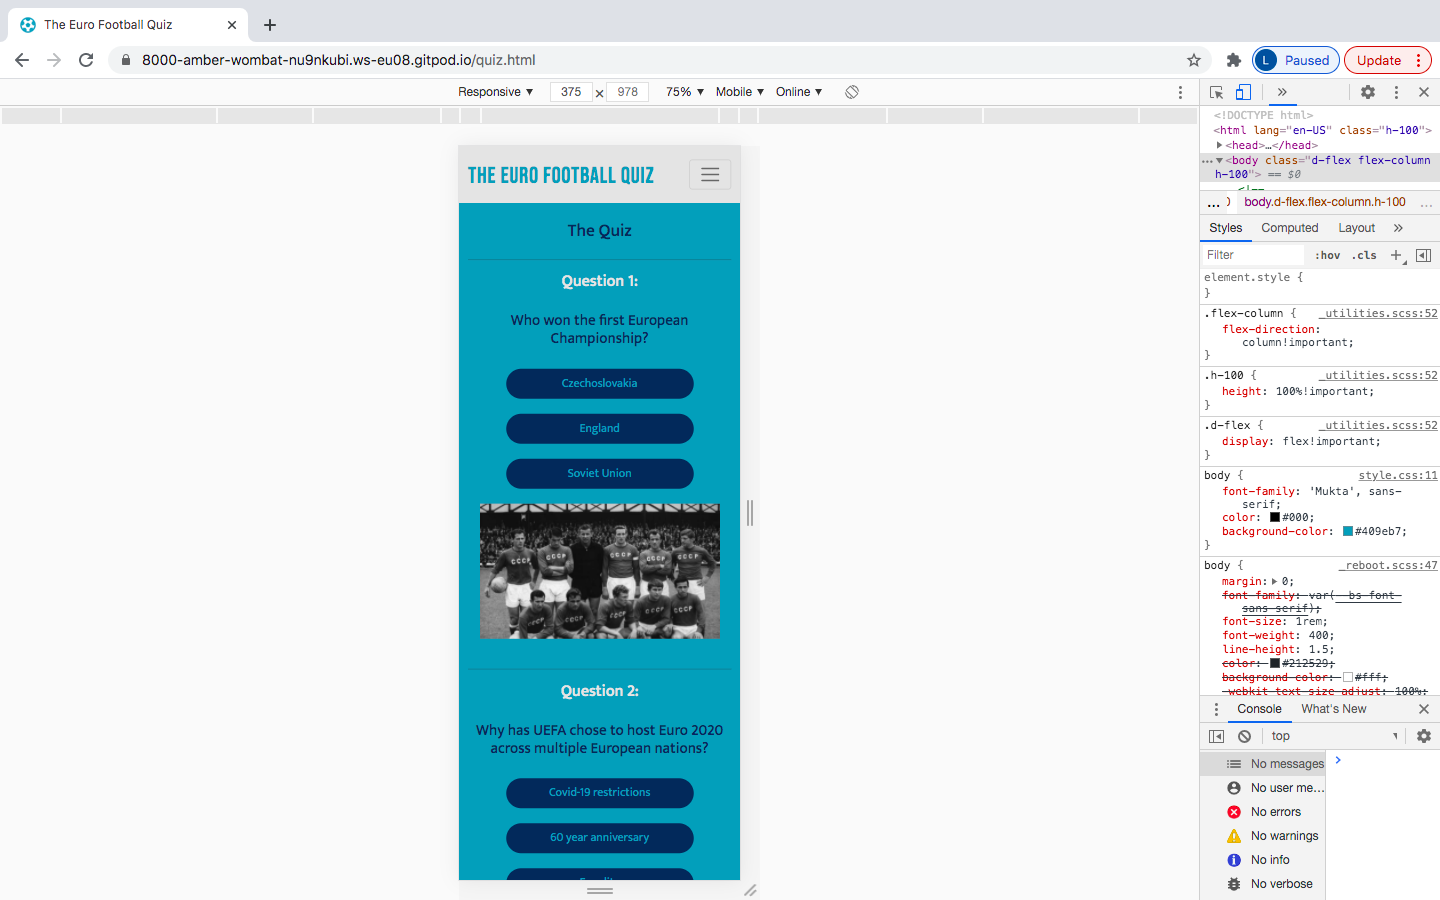 The Euro Football Quiz
8000-amber-wombat-nu9nkubi.ws-eu08.gitpod.io/quiz.html
L Paused
Update
Responsive 375 × 978 75% Mobile Online
THE EURO FOOTBALL QUIZ
The Quiz
Question 1:
Who won the first European
Championship?
Czechoslovakia
England
Soviet Union
CCCP CCCP CCCP CCCP CCCP
Question 2:
Why has UEFA chose to host Euro 2020
across multiple European nations?
Covid-19 restrictions
60 year anniversary
<!DOCTYPE html>
<html lang="en-US" class="h-100">
<head>…</head>
<body class="d-flex flex-column
h-100"> == $0
<!--
… body.d-flex.flex-column.h-100 …
Styles Computed Layout
Filter :hov .cls
element.style {
}
.flex-column { _utilities.scss:52
flex-direction:
column!important;
}
.h-100 { _utilities.scss:52
height: 100%!important;
}
.d-flex { _utilities.scss:52
display: flex!important;
}
body { style.css:11
font-family: 'Mukta', sans-
serif;
color: #000;
background-color: #409eb7;
}
body { _reboot.scss:47
margin: 0;
font-family: var(--bs-font-
sans-serif);
font-size: 1rem;
font-weight: 400;
line-height: 1.5;
color: #212529;
background-color: #fff;
-webkit-text-size-adjust: 100%;
Console What's New
top
No messages
No user me...
No errors
No warnings
No info
No verbose